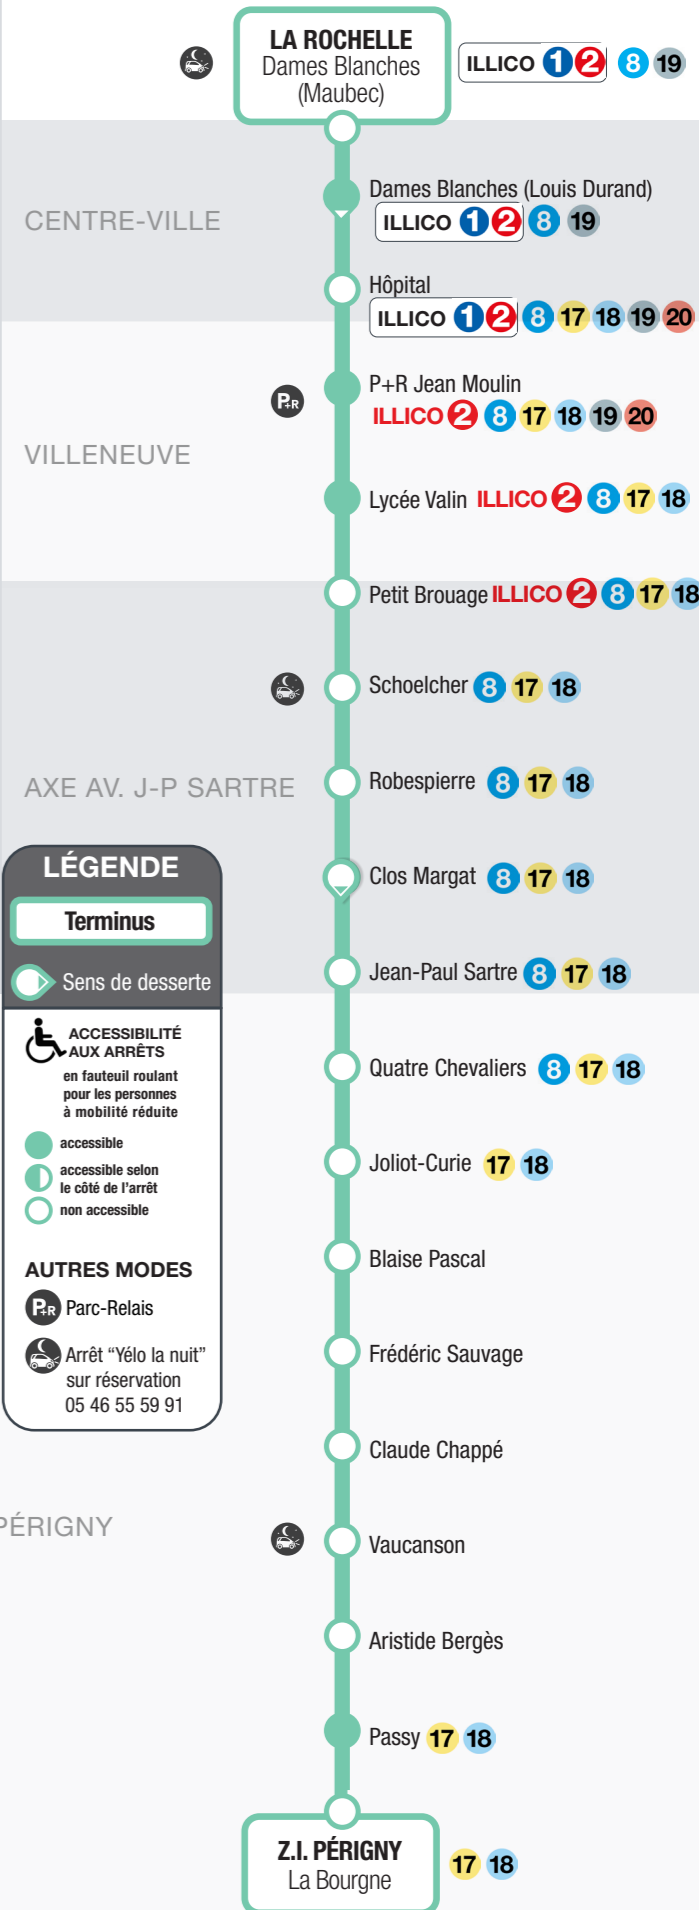 LA ROCHELLE
Dames Blanches
(Maubec)
ILLICO 1 2 8 19
CENTRE-VILLE
Dames Blanches (Louis Durand)
ILLICO 1 2 8 19
Hôpital
ILLICO 1 2 8 17 18 19 20
VILLENEUVE
P+R
P+R Jean Moulin
ILLICO 2 8 17 18 19 20
Lycée Valin ILLICO 2 8 17 18
Petit Brouage ILLICO 2 8 17 18
AXE AV. J-P SARTRE
Schoelcher 8 17 18
Robespierre 8 17 18
Clos Margat 8 17 18
Jean-Paul Sartre 8 17 18
Quatre Chevaliers 8 17 18
Joliot-Curie 17 18
Blaise Pascal
Frédéric Sauvage
Claude Chappé
PÉRIGNY
Vaucanson
Aristide Bergès
Passy 17 18
Z.I. PÉRIGNY
La Bourgne
17 18
LÉGENDE
Terminus
Sens de desserte
ACCESSIBILITÉ
AUX ARRÊTS
en fauteuil roulant
pour les personnes
à mobilité réduite
accessible
accessible selon
le côté de l’arrêt
non accessible
AUTRES MODES
P+R Parc-Relais
Arrêt “Yélo la nuit”
sur réservation
05 46 55 59 91